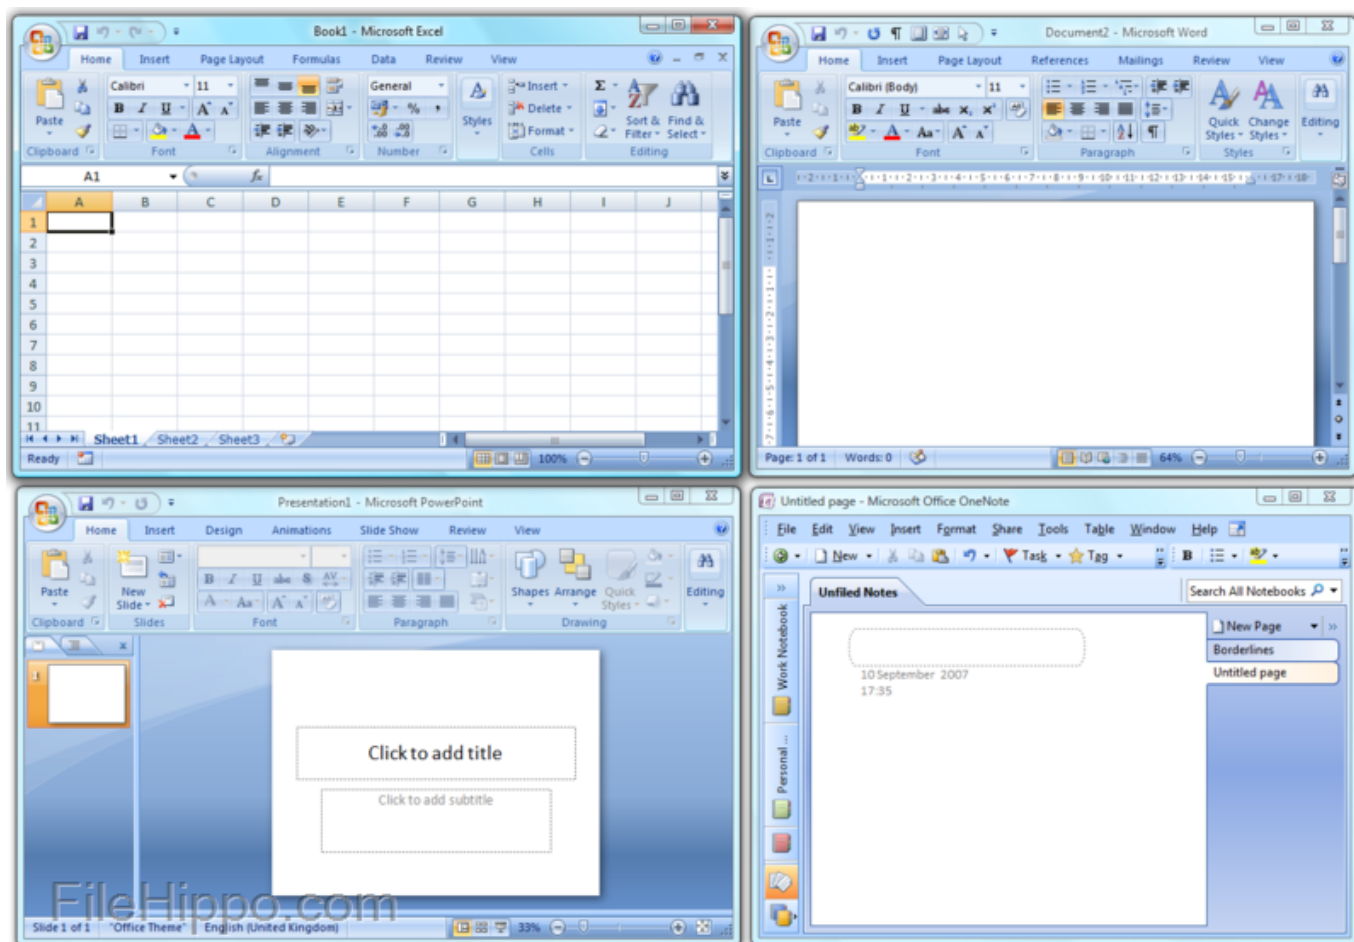 Book1 - Microsoft Excel
Home Insert Page Layout Formulas Data Review View
Calibri 11 General Insert
Paste B I U A A % Styles Delete Sort & Find &
Format Filter Select
Clipboard Font Alignment Number Cells Editing
A1 fx
A B C D E F G H I J
1
2
3
4
5
6
7
8
9
10
11
Sheet1 Sheet2 Sheet3
Ready 100%
Document2 - Microsoft Word
Home Insert Page Layout References Mailings Review View
Calibri (Body) 11
Paste B I U abc x, x² Quick Change Editing
A Aa A A Styles Styles
Clipboard Font Paragraph Styles
Page: 1 of 1 Words: 0 64%
Presentation1 - Microsoft PowerPoint
Home Insert Design Animations Slide Show Review View
Paste New B I U abc S AV Shapes Arrange Quick Editing
Slide A Aa A A Styles
Clipboard Slides Font Paragraph Drawing
1
Click to add title
Click to add subtitle
FileHippo.com
Slide 1 of 1 "Office Theme" English (United Kingdom) 33%
Untitled page - Microsoft Office OneNote
File Edit View Insert Format Share Tools Table Window Help
New Task Tag B
Unfiled Notes Search All Notebooks
Work Notebook
Personal ...
New Page
Borderlines
Untitled page
10 September 2007
17:35